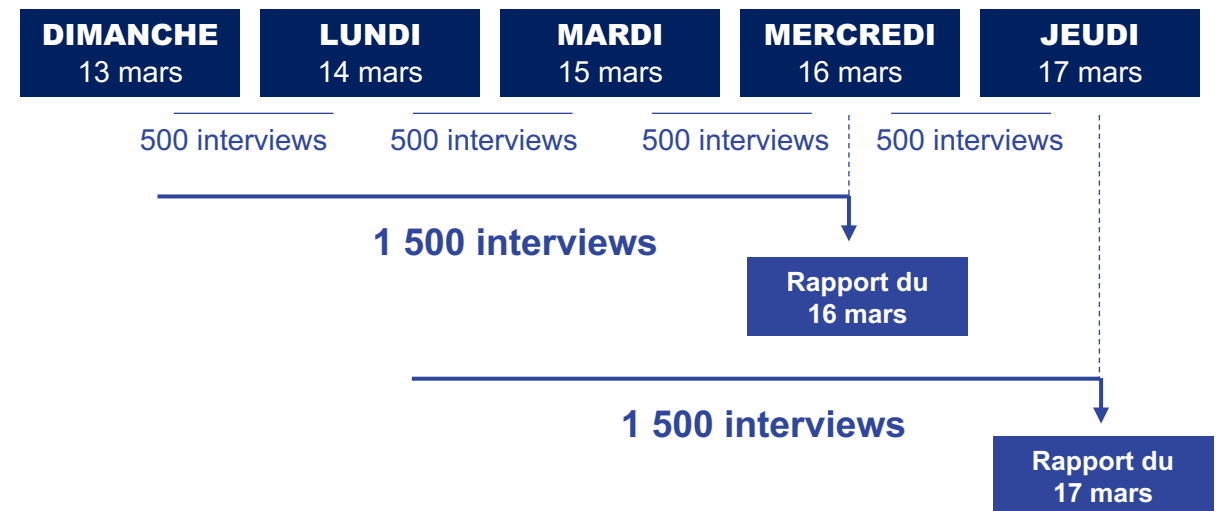 DIMANCHE
13 mars
LUNDI
14 mars
MARDI
15 mars
MERCREDI
16 mars
JEUDI
17 mars
500 interviews
500 interviews
500 interviews
500 interviews
1 500 interviews
Rapport du
16 mars
1 500 interviews
Rapport du
17 mars